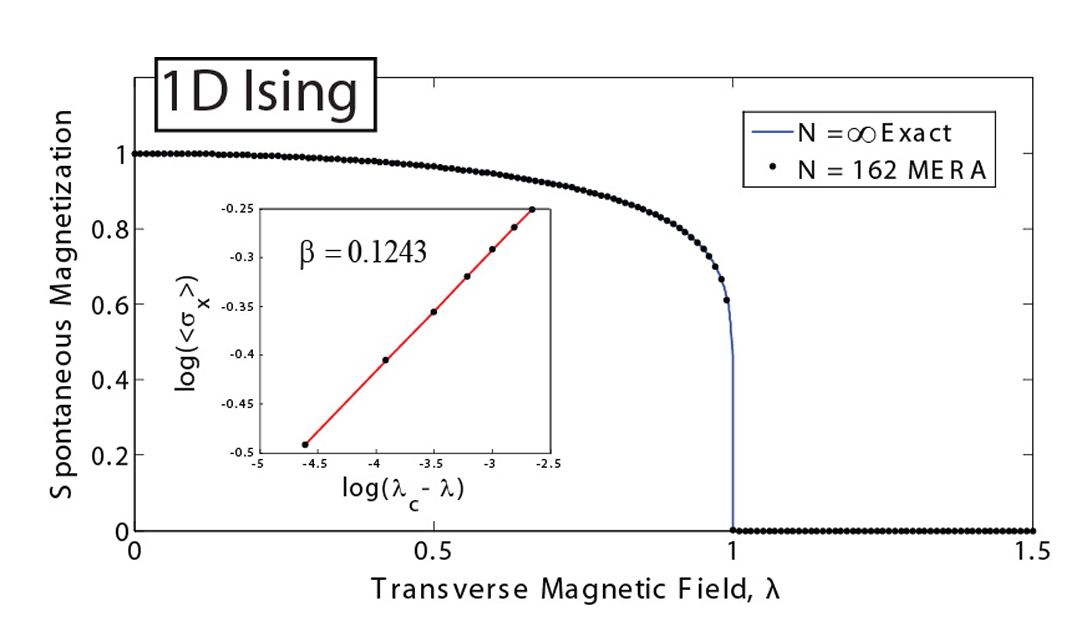 1D Ising
N = ∞ Exact
N = 162 MERA
Spontaneous Magnetization
1
0.8
0.6
0.4
0.2
0
0
0.5
1
1.5
Transverse Magnetic Field, λ
β = 0.1243
log(<σx>)
-0.25
-0.3
-0.35
-0.4
-0.45
-0.5
-5
-4.5
-4
-3.5
-3
-2.5
log(λc - λ)